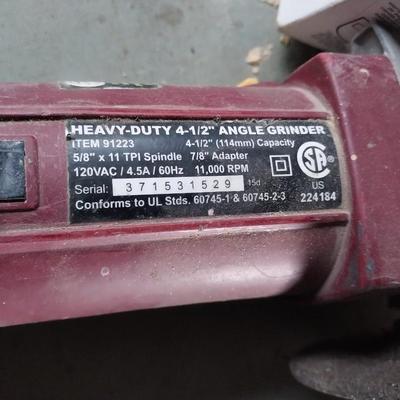 HEAVY-DUTY 4-1/2" ANGLE GRINDER
ITEM 91223 4-1/2" (114mm) Capacity
5/8" x 11 TPI Spindle 7/8" Adapter
120VAC / 4.5A / 60Hz 11,000 RPM
Serial: 371531529 15d
Conforms to UL Stds. 60745-1 & 60745-2-3
SA
US
224184